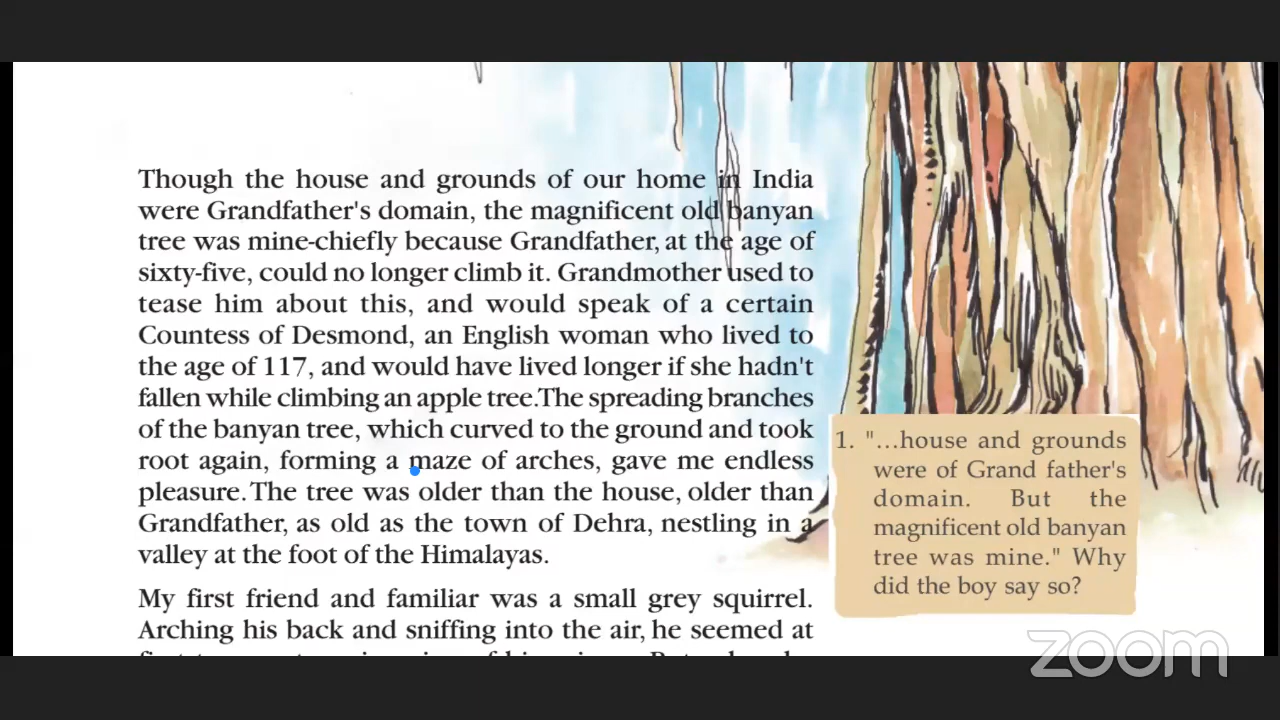 Though the house and grounds of our home in India
were Grandfather's domain, the magnificent old banyan
tree was mine-chiefly because Grandfather, at the age of
sixty-five, could no longer climb it. Grandmother used to
tease him about this, and would speak of a certain
Countess of Desmond, an English woman who lived to
the age of 117, and would have lived longer if she hadn't
fallen while climbing an apple tree.The spreading branches
of the banyan tree, which curved to the ground and took
root again, forming a maze of arches, gave me endless
pleasure. The tree was older than the house, older than
Grandfather, as old as the town of Dehra, nestling in a
valley at the foot of the Himalayas.
My first friend and familiar was a small grey squirrel.
Arching his back and sniffing into the air, he seemed at
1. "...house and grounds
were of Grand father's
domain. But the
magnificent old banyan
tree was mine." Why
did the boy say so?
zoom